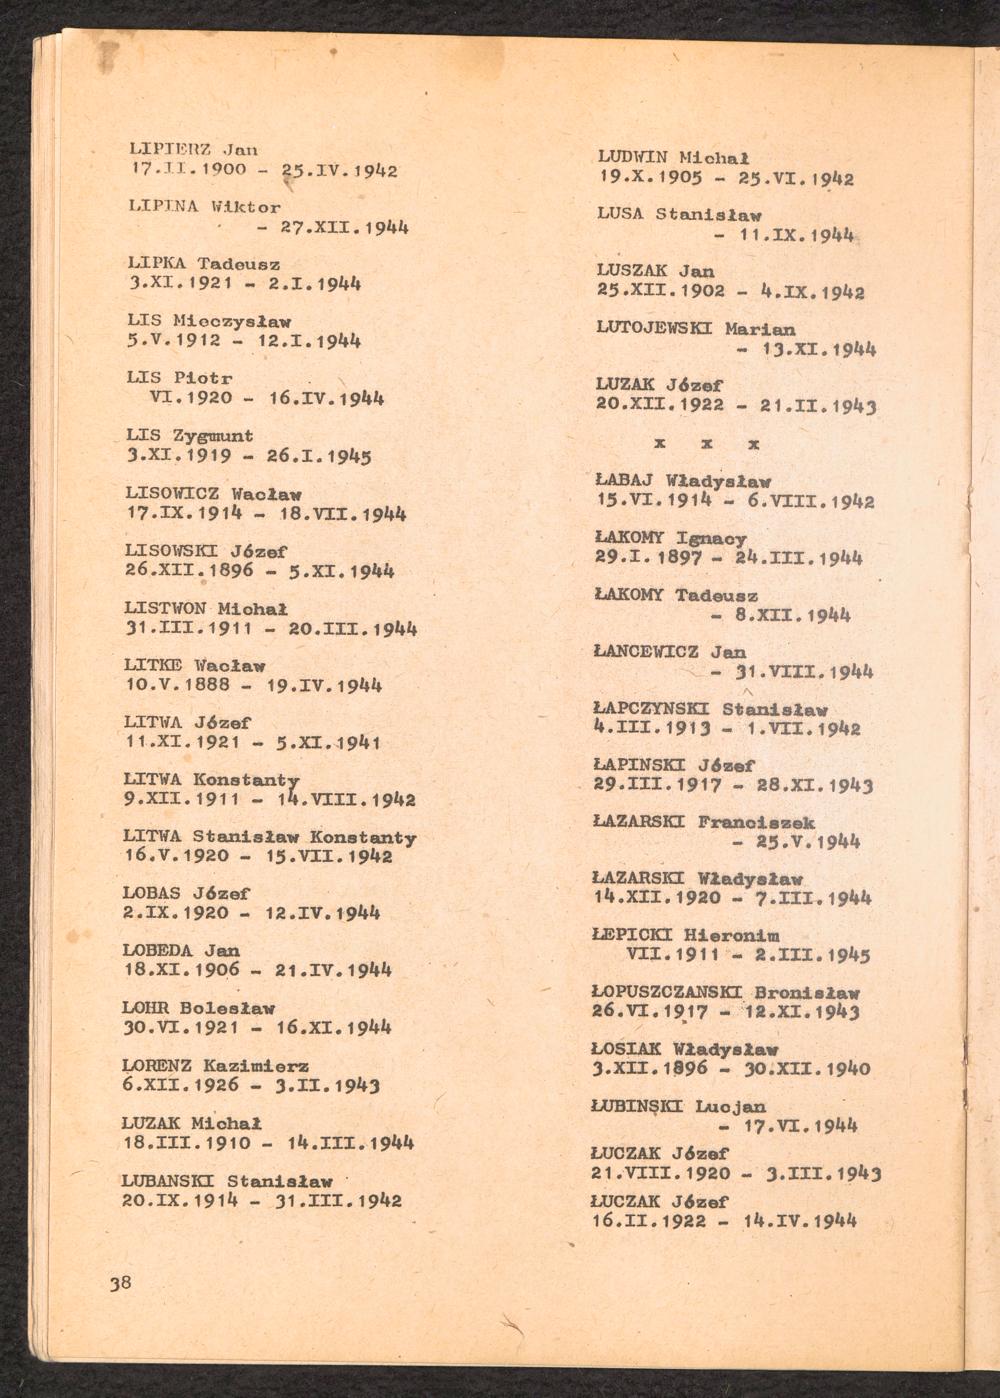 LIPIERZ Jan
17.II.1900 - 25.IV.1942
LIPINA Wiktor
- 27.XII.1944
LIPKA Tadeusz
3.XI.1921 - 2.I.1944
LIS Mieczysław
5.V.1912 - 12.I.1944
LIS Piotr
VI.1920 - 16.IV.1944
LIS Zygmunt
3.XI.1919 - 26.I.1945
LISOWICZ Wacław
17.IX.1914 - 18.VII.1944
LISOWSKI Józef
26.XII.1896 - 5.XI.1944
LISTWON Michał
31.III.1911 - 20.III.1944
LITKE Wacław
10.V.1888 - 19.IV.1944
LITWA Józef
11.XI.1921 - 5.XI.1941
LITWA Konstanty
9.XII.1911 - 14.VIII.1942
LITWA Stanisław Konstanty
16.V.1920 - 15.VII.1942
LOBAS Józef
2.IX.1920 - 12.IV.1944
LOBEDA Jan
18.XI.1906 - 21.IV.1944
LOHR Bolesław
30.VI.1921 - 16.XI.1944
LORENZ Kazimierz
6.XII.1926 - 3.II.1943
LUZAK Michał
18.III.1910 - 14.III.1944
LUBANSKI Stanisław
20.IX.1914 - 31.III.1942
38
LUDWIN Michał
19.X.1905 - 25.VI.1942
LUSA Stanisław
- 11.IX.1944
LUSZAK Jan
25.XII.1902 - 4.IX.1942
LUTOJEWSKI Marian
- 13.XI.1944
LUZAK Józef
20.XII.1922 - 21.II.1943
x x x
ŁABAJ Władysław
15.VI.1914 - 6.VIII.1942
ŁAKOMY Ignacy
29.I.1897 - 24.III.1944
ŁAKOMY Tadeusz
- 8.XII.1944
ŁANCEWICZ Jan
- 31.VIII.1944
ŁAPCZYNSKI Stanisław
4.III.1913 - 1.VII.1942
ŁAPINSKI Józef
29.III.1917 - 28.XI.1943
ŁAZARSKI Franciszek
- 25.V.1944
ŁAZARSKI Władysław
14.XII.1920 - 7.III.1944
ŁEPICKI Hieronim
VII.1911 - 2.III.1945
ŁOPUSZCZANSKI Bronisław
26.VI.1917 - 12.XI.1943
ŁOSIAK Władysław
3.XII.1896 - 30.XII.1940
ŁUBINSKI Lucjan
- 17.VI.1944
ŁUCZAK Józef
21.VIII.1920 - 3.III.1943
ŁUCZAK Józef
16.II.1922 - 14.IV.1944